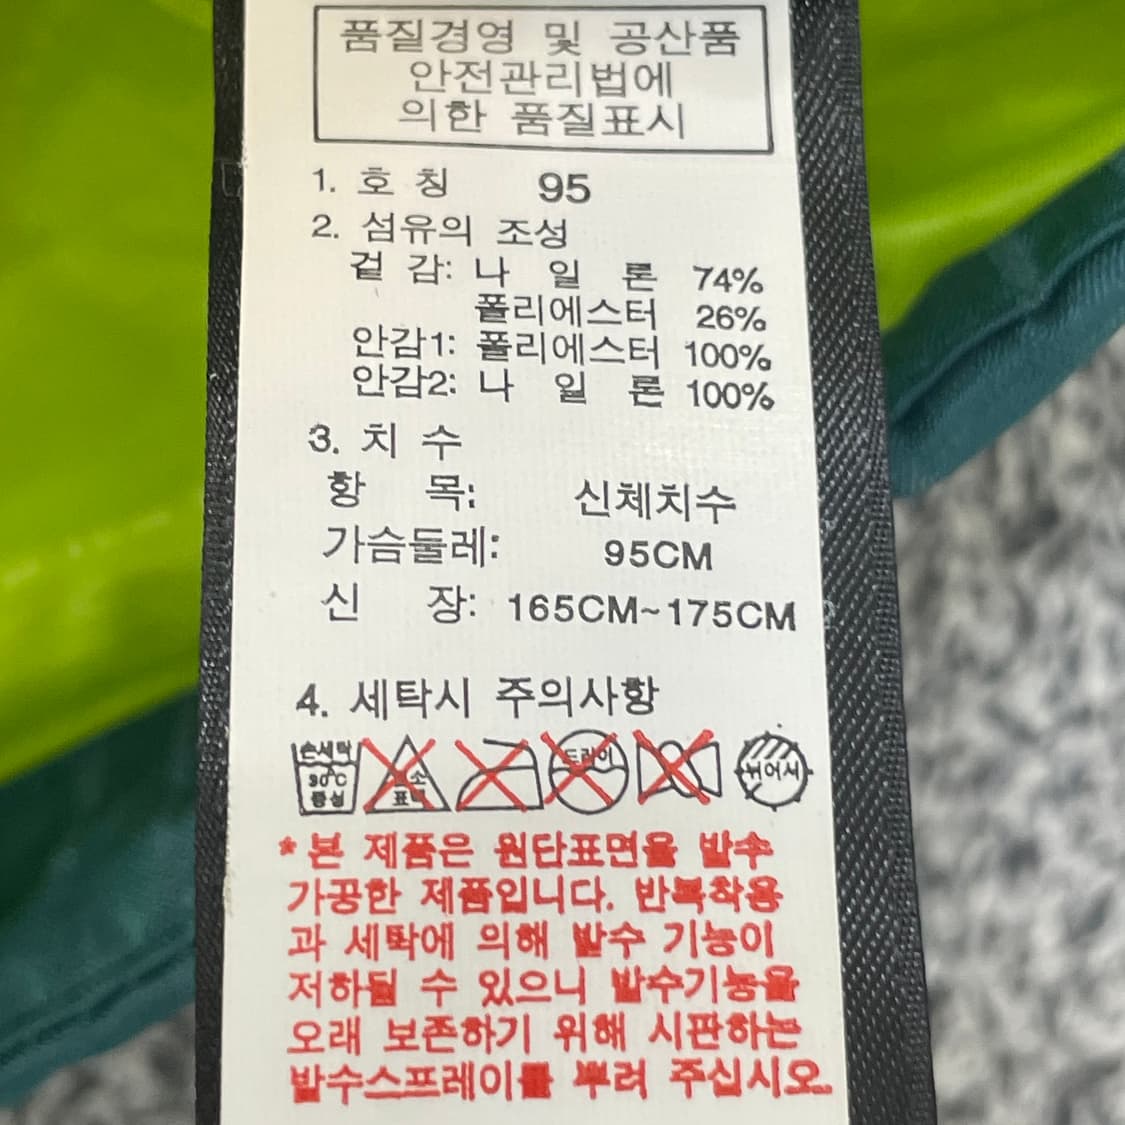 품질경영 및 공산품
안전관리법에
의한 품질표시
1. 호 칭 95
2. 섬유의 조성
겉 감: 나 일 론 74%
폴리에스터 26%
안감1: 폴리에스터 100%
안감2: 나 일 론 100%
3. 치 수
항 목: 신체치수
가슴둘레: 95CM
신 장: 165CM~175CM
4. 세탁시 주의사항
손세탁 드라이
30℃ 뉘어서
중성 표백
* 본 제품은 원단표면을 발수
가공한 제품입니다. 반복착용
과 세탁에 의해 발수 기능이
저하될 수 있으니 발수기능을
오래 보존하기 위해 시판하는
발수스프레이를 뿌려 주십시오.